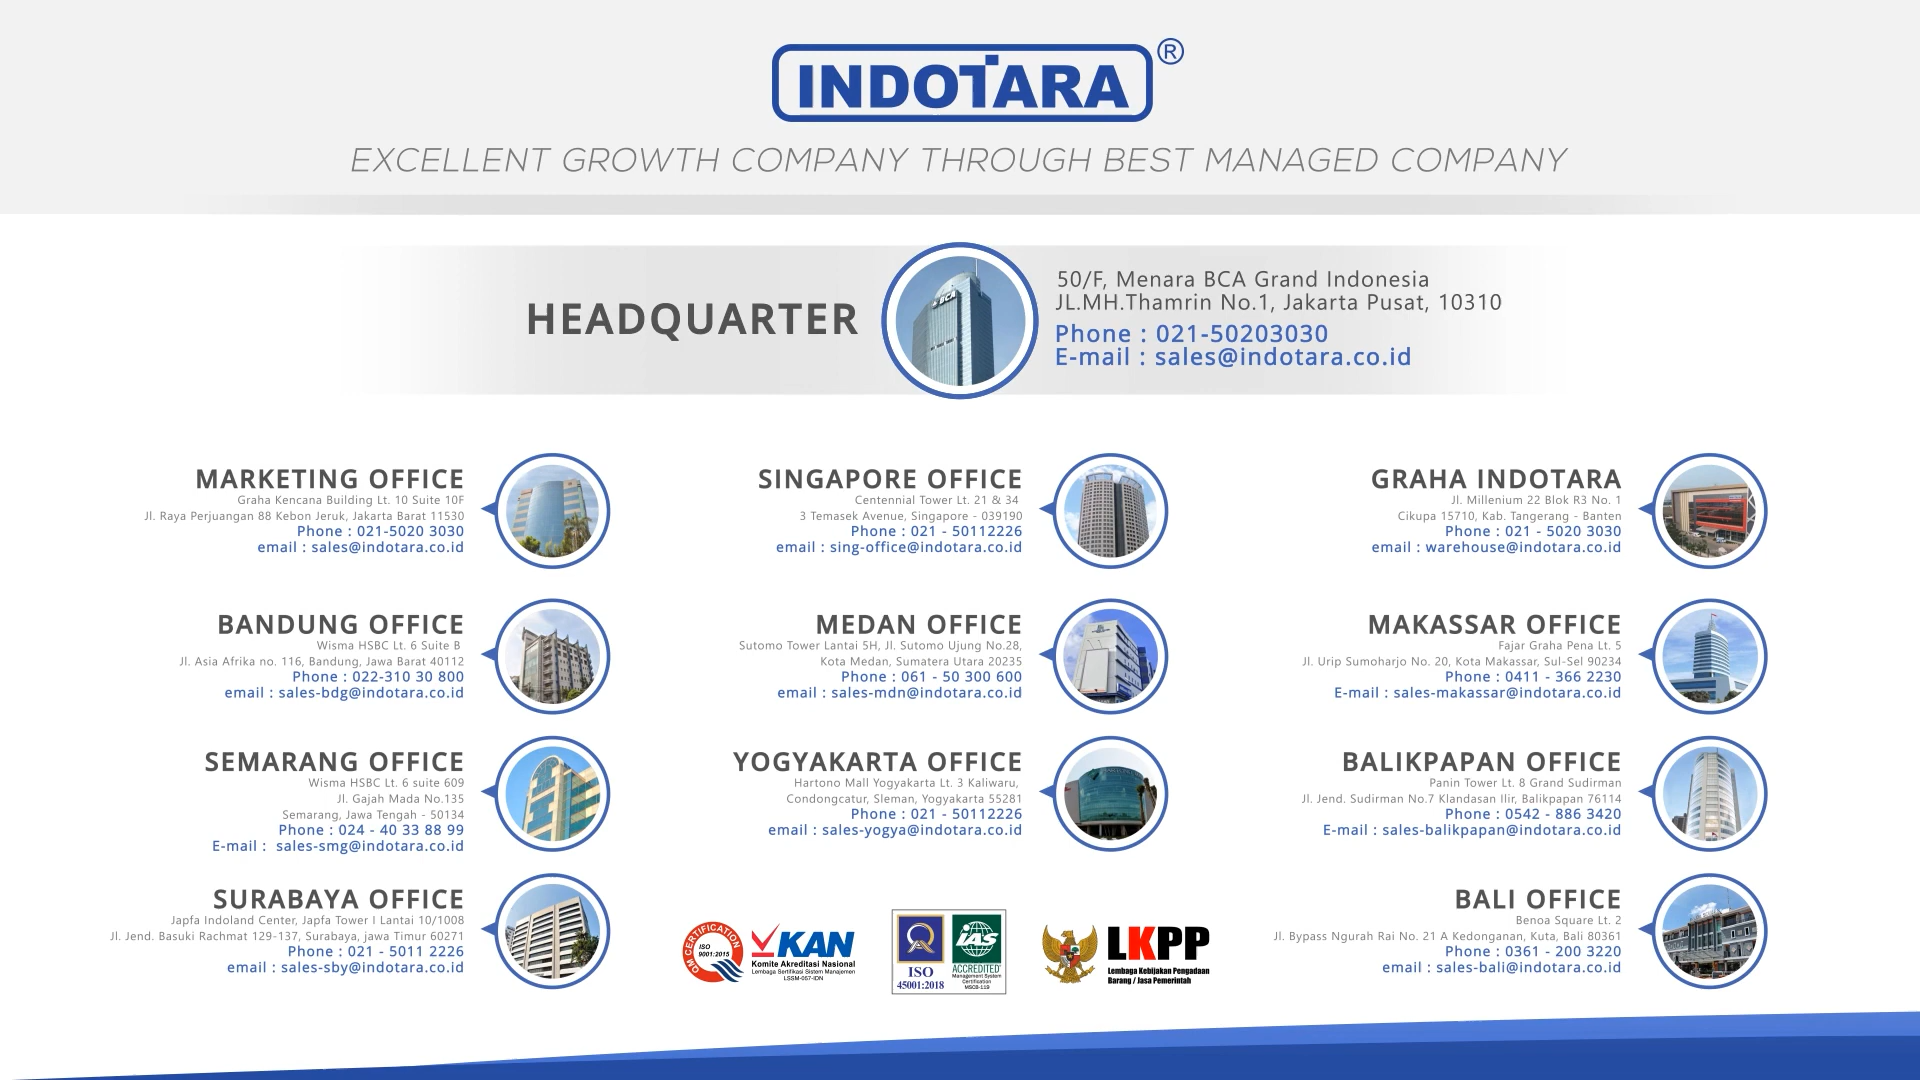 INDOTARA®
EXCELLENT GROWTH COMPANY THROUGH BEST MANAGED COMPANY
HEADQUARTER
BCA
50/F, Menara BCA Grand Indonesia
JL.MH.Thamrin No.1, Jakarta Pusat, 10310
Phone : 021-50203030
E-mail : sales@indotara.co.id
MARKETING OFFICE
Graha Kencana Building Lt. 10 Suite 10F
Jl. Raya Perjuangan 88 Kebon Jeruk, Jakarta Barat 11530
Phone : 021-5020 3030
email : sales@indotara.co.id
SINGAPORE OFFICE
Centennial Tower Lt. 21 & 34
3 Temasek Avenue, Singapore - 039190
Phone : 021 - 50112226
email : sing-office@indotara.co.id
GRAHA INDOTARA
Jl. Millenium 22 Blok R3 No. 1
Cikupa 15710, Kab. Tangerang - Banten
Phone : 021 - 5020 3030
email : warehouse@indotara.co.id
BANDUNG OFFICE
Wisma HSBC Lt. 6 Suite B
Jl. Asia Afrika no. 116, Bandung, Jawa Barat 40112
Phone : 022-310 30 800
email : sales-bdg@indotara.co.id
MEDAN OFFICE
Sutomo Tower Lantai 5H, Jl. Sutomo Ujung No.28,
Kota Medan, Sumatera Utara 20235
Phone : 061 - 50 300 600
email : sales-mdn@indotara.co.id
MAKASSAR OFFICE
Fajar Graha Pena Lt. 5
Jl. Urip Sumoharjo No. 20, Kota Makassar, Sul-Sel 90234
Phone : 0411 - 366 2230
E-mail : sales-makassar@indotara.co.id
SEMARANG OFFICE
Wisma HSBC Lt. 6 suite 609
Jl. Gajah Mada No.135
Semarang, Jawa Tengah - 50134
Phone : 024 - 40 33 88 99
E-mail : sales-smg@indotara.co.id
YOGYAKARTA OFFICE
Hartono Mall Yogyakarta Lt. 3 Kaliwaru,
Condongcatur, Sleman, Yogyakarta 55281
Phone : 021 - 50112226
email : sales-yogya@indotara.co.id
BALIKPAPAN OFFICE
Panin Tower Lt. 8 Grand Sudirman
Jl. Jend. Sudirman No.7 Klandasan Ilir, Balikpapan 76114
Phone : 0542 - 886 3420
E-mail : sales-balikpapan@indotara.co.id
SURABAYA OFFICE
Japfa Indoland Center, Japfa Tower I Lantai 10/1008
Jl. Jend. Basuki Rachmat 129-137, Surabaya, jawa Timur 60271
Phone : 021 - 5011 2226
email : sales-sby@indotara.co.id
QM CERTIFICATION
ISO
9001:2015
KAN
Komite Akreditasi Nasional
Lembaga Sertifikasi Sistem Manajemen
LSSM-057-IDN
ISO
45001:2018
IAS
ACCREDITED
Management System
Certification
MSCB-119
LKPP
Lembaga Kebijakan Pengadaan
Barang / Jasa Pemerintah
BALI OFFICE
Benoa Square Lt. 2
Jl. Bypass Ngurah Rai No. 21 A Kedonganan, Kuta, Bali 80361
Phone : 0361 - 200 3220
email : sales-bali@indotara.co.id